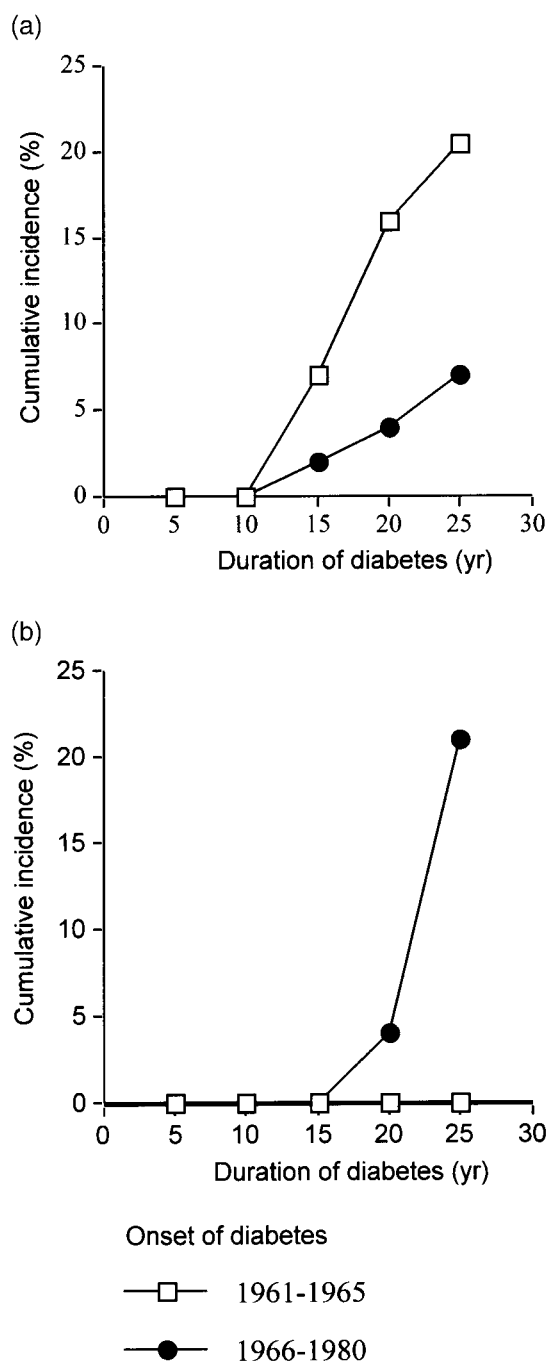 (a)
25
20
15
10
5
0
Cumulative incidence (%)
0 5 10 15 20 25 30
Duration of diabetes (yr)
(b)
25
20
15
10
5
0
Cumulative incidence (%)
0 5 10 15 20 25 30
Duration of diabetes (yr)
Onset of diabetes
1961-1965
1966-1980